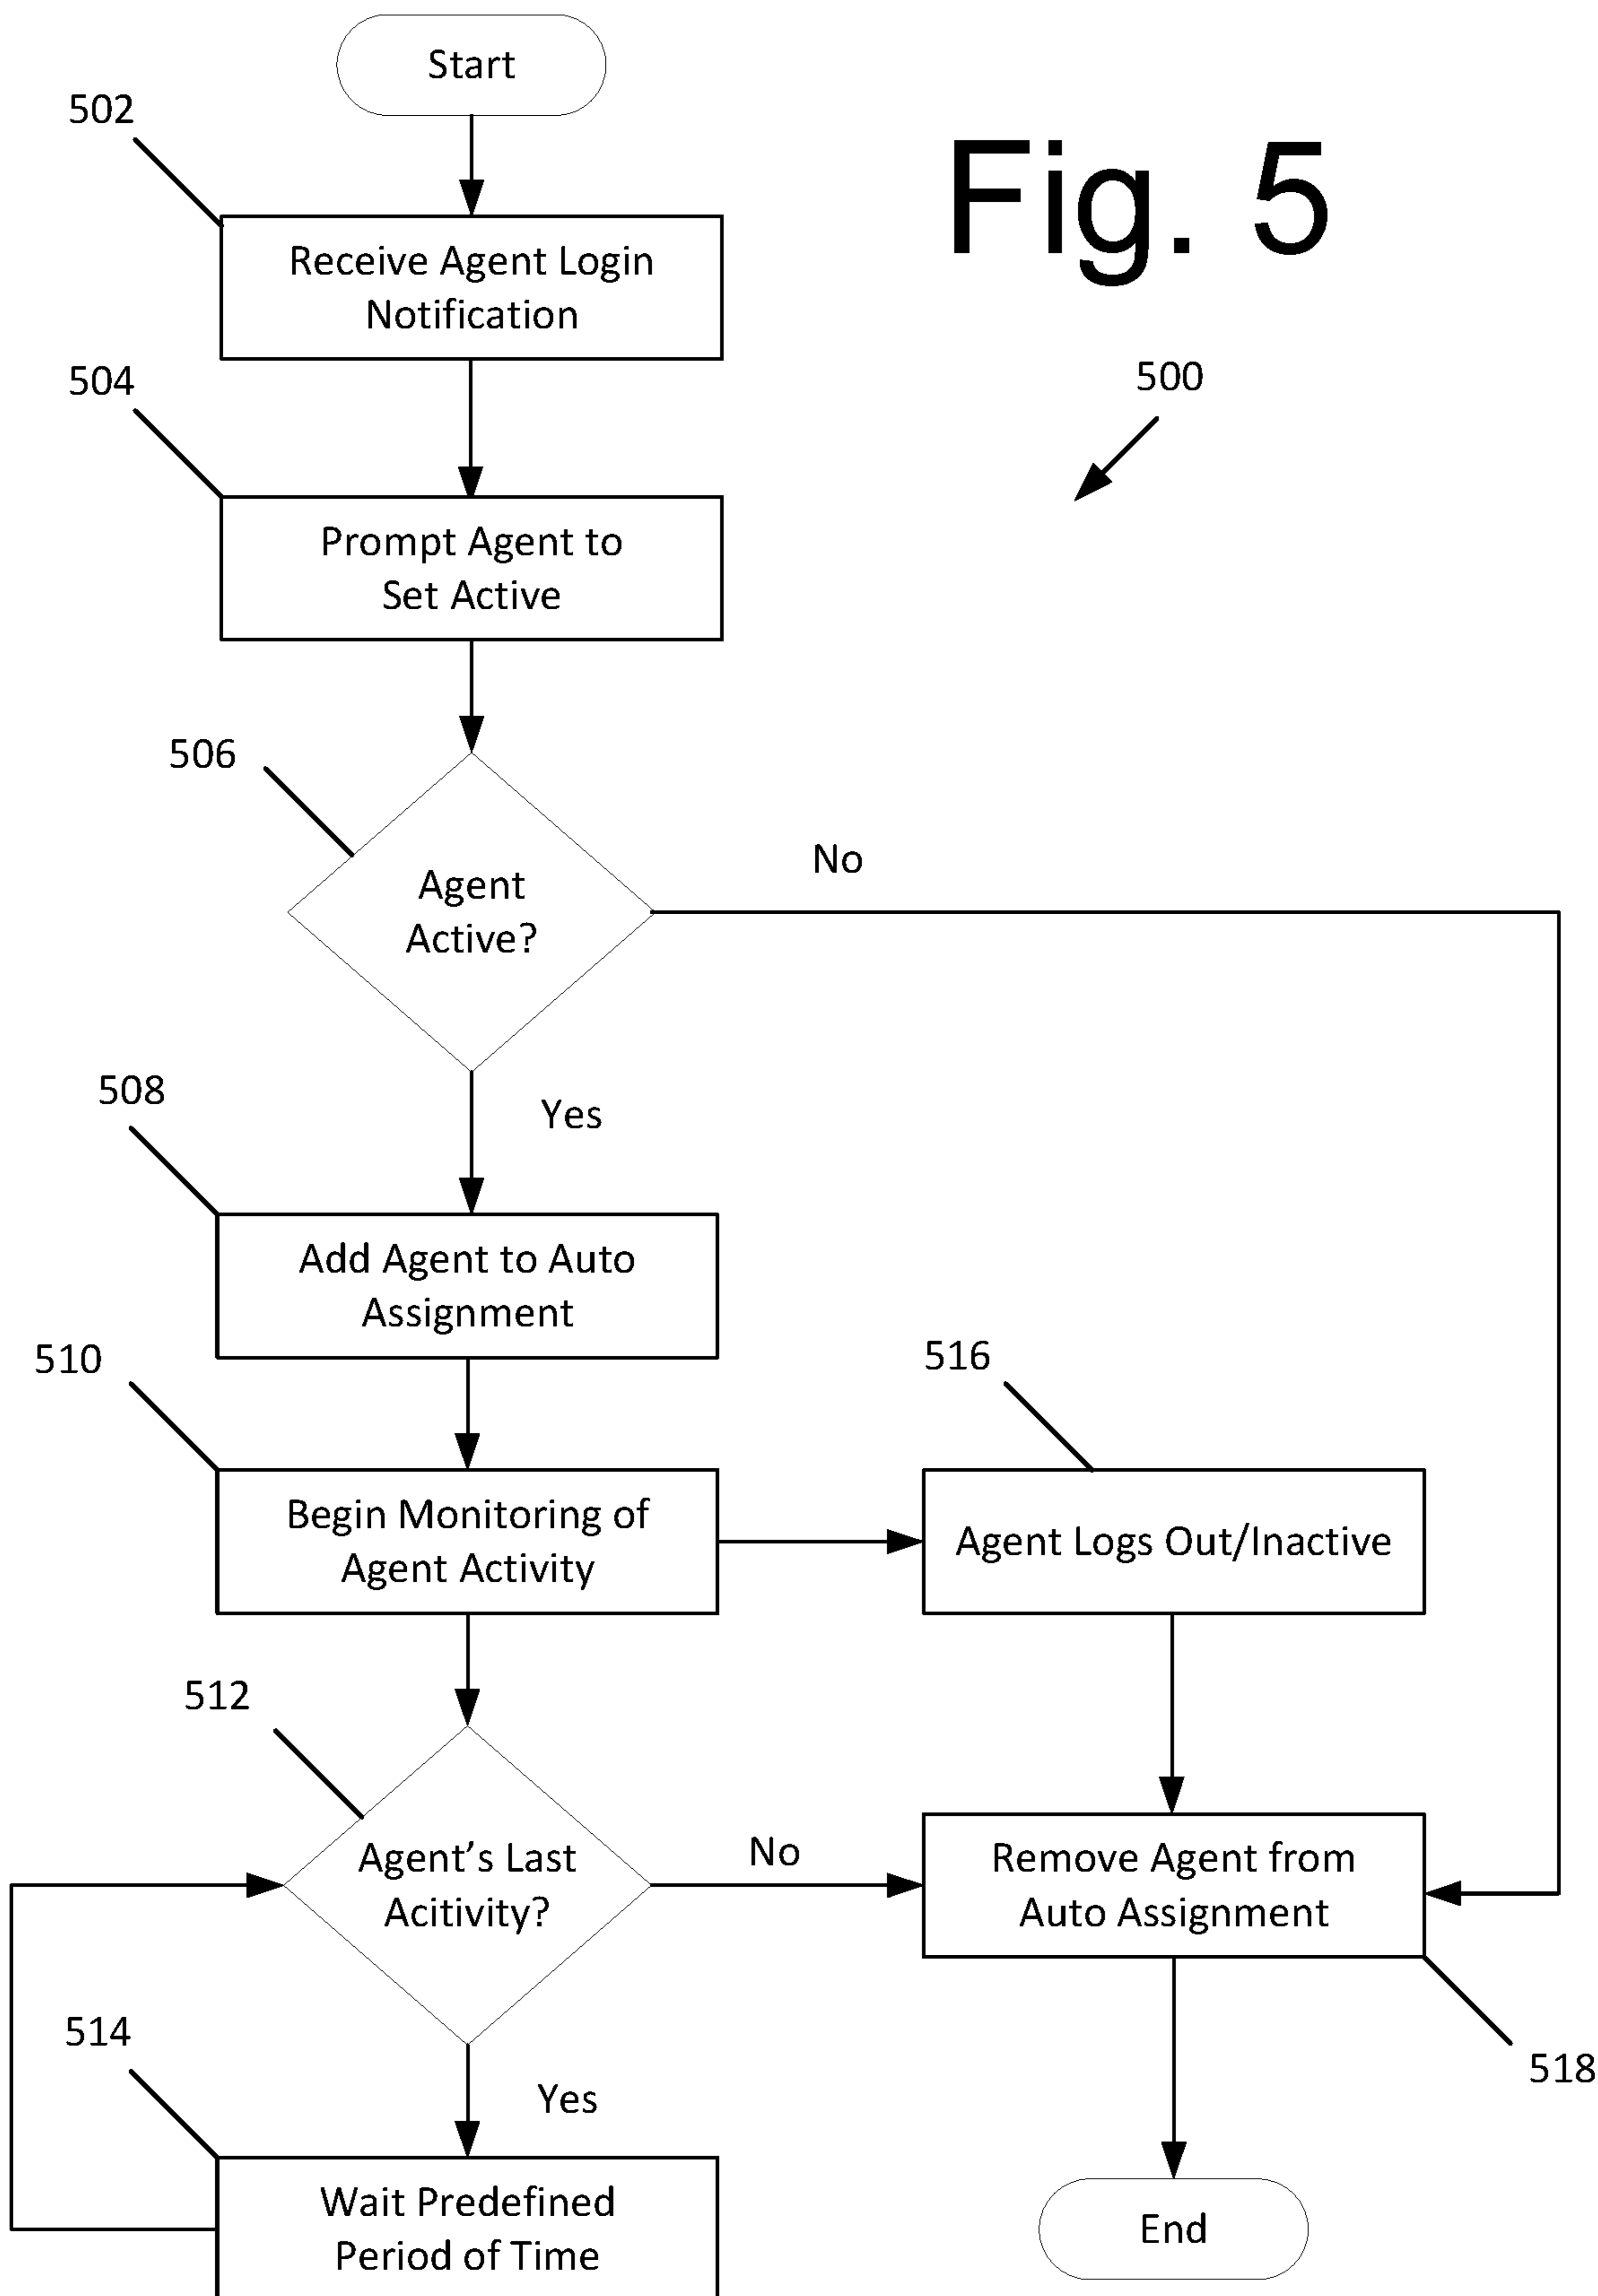 Start
502
Fig. 5
Receive Agent Login
Notification
504
500
Prompt Agent to
Set Active
506
No
Agent
Active?
508
Yes
Add Agent to Auto
Assignment
510
516
Begin Monitoring of
Agent Activity
Agent Logs Out/Inactive
512
No
Agent's Last
Acitivity?
Remove Agent from
Auto Assignment
514
518
Yes
Wait Predefined
Period of Time
End